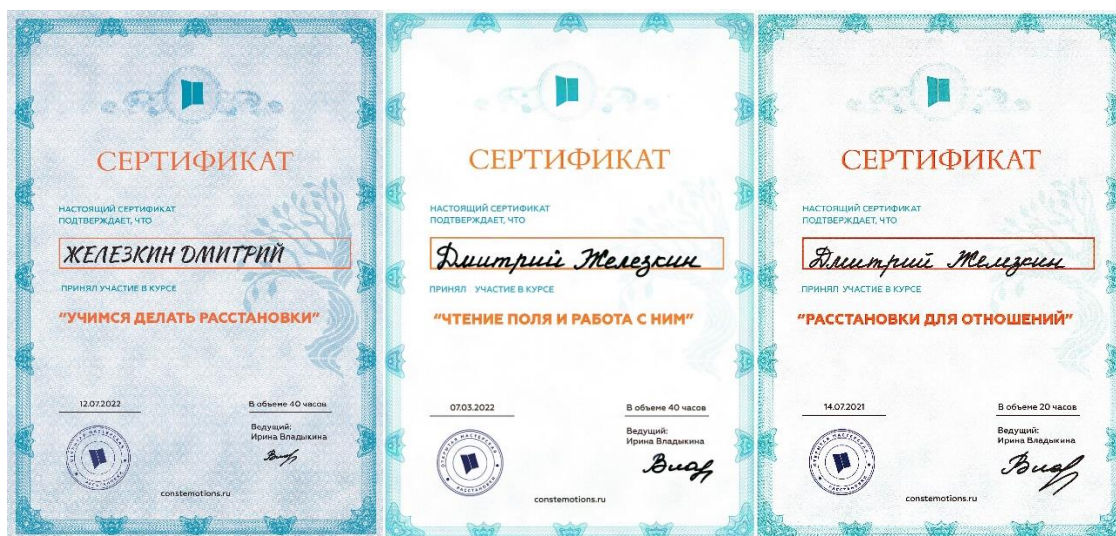 СЕРТИФИКАТ
НАСТОЯЩИЙ СЕРТИФИКАТ
ПОДТВЕРЖДАЕТ, ЧТО
ЖЕЛЕЗКИН ДМИТРИЙ
ПРИНЯЛ УЧАСТИЕ В КУРСЕ
“УЧИМСЯ ДЕЛАТЬ РАССТАНОВКИ”
12.07.2022
В объеме 40 часов
Ведущий:
Ирина Владыкина
constemotions.ru
СЕРТИФИКАТ
НАСТОЯЩИЙ СЕРТИФИКАТ
ПОДТВЕРЖДАЕТ, ЧТО
Дмитрий Железкин
ПРИНЯЛ УЧАСТИЕ В КУРСЕ
“ЧТЕНИЕ ПОЛЯ И РАБОТА С НИМ”
07.03.2022
В объеме 40 часов
Ведущий:
Ирина Владыкина
ОТКРЫТАЯ МАСТЕРСКАЯ
РАССТАНОВКИ
constemotions.ru
СЕРТИФИКАТ
НАСТОЯЩИЙ СЕРТИФИКАТ
ПОДТВЕРЖДАЕТ, ЧТО
Дмитрий Железкин
ПРИНЯЛ УЧАСТИЕ В КУРСЕ
“РАССТАНОВКИ ДЛЯ ОТНОШЕНИЙ”
14.07.2021
В объеме 20 часов
Ведущий:
Ирина Владыкина
constemotions.ru